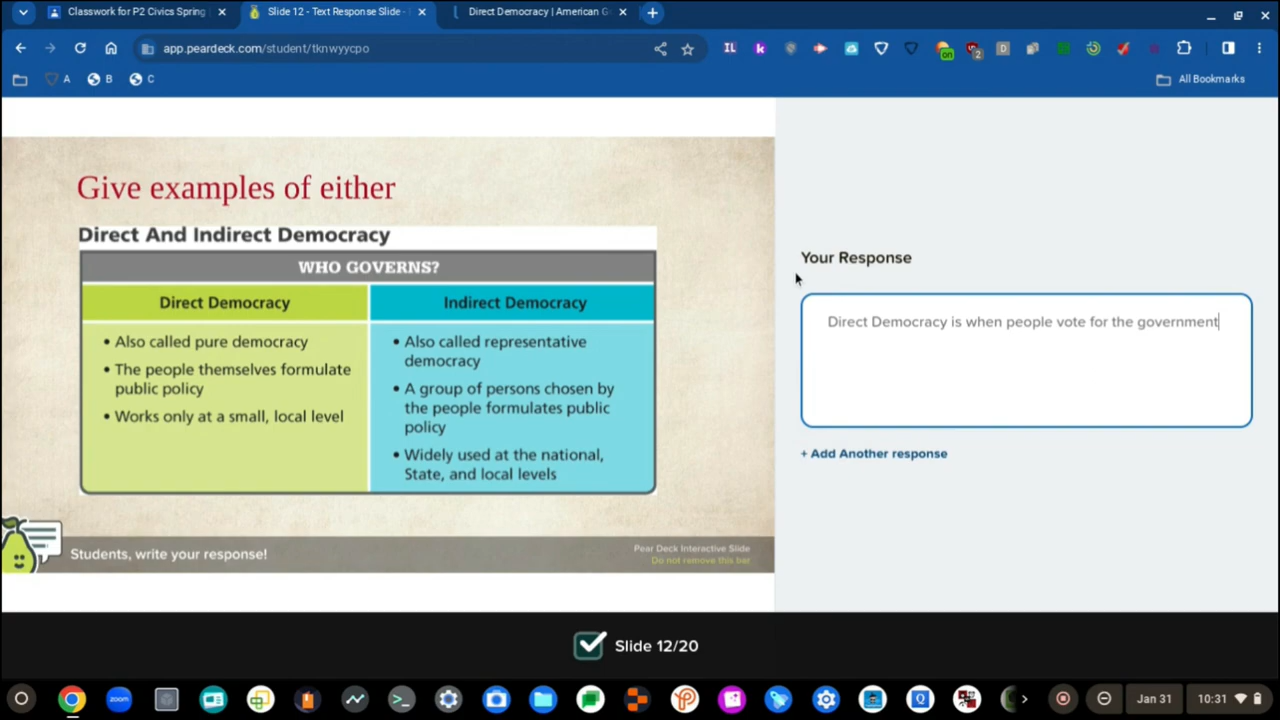 Classwork for P2 Civics Spring
Slide 12 - Text Response Slide -
Direct Democracy | American G
app.peardeck.com/student/tknwyycpo
IL
k
on
2
D
A
B
C
All Bookmarks
Give examples of either
Direct And Indirect Democracy
WHO GOVERNS?
Direct Democracy
Indirect Democracy
• Also called pure democracy
• The people themselves formulate
public policy
• Works only at a small, local level
• Also called representative
democracy
• A group of persons chosen by
the people formulates public
policy
• Widely used at the national,
State, and local levels
Students, write your response!
Pear Deck Interactive Slide
Do not remove this bar
Your Response
Direct Democracy is when people vote for the government
+ Add Another response
Slide 12/20
zoom
Q
Jan 31
10:31